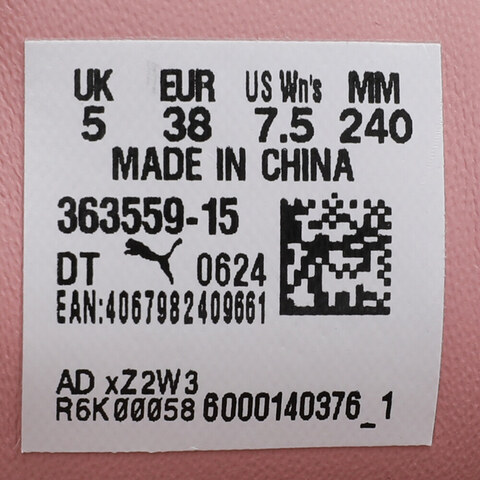 UK EUR US Wn's MM
5 38 7.5 240
MADE IN CHINA
363559-15
DT 0624
EAN:4067982409661
AD xZ2W3
R6K00058 6000140376_1